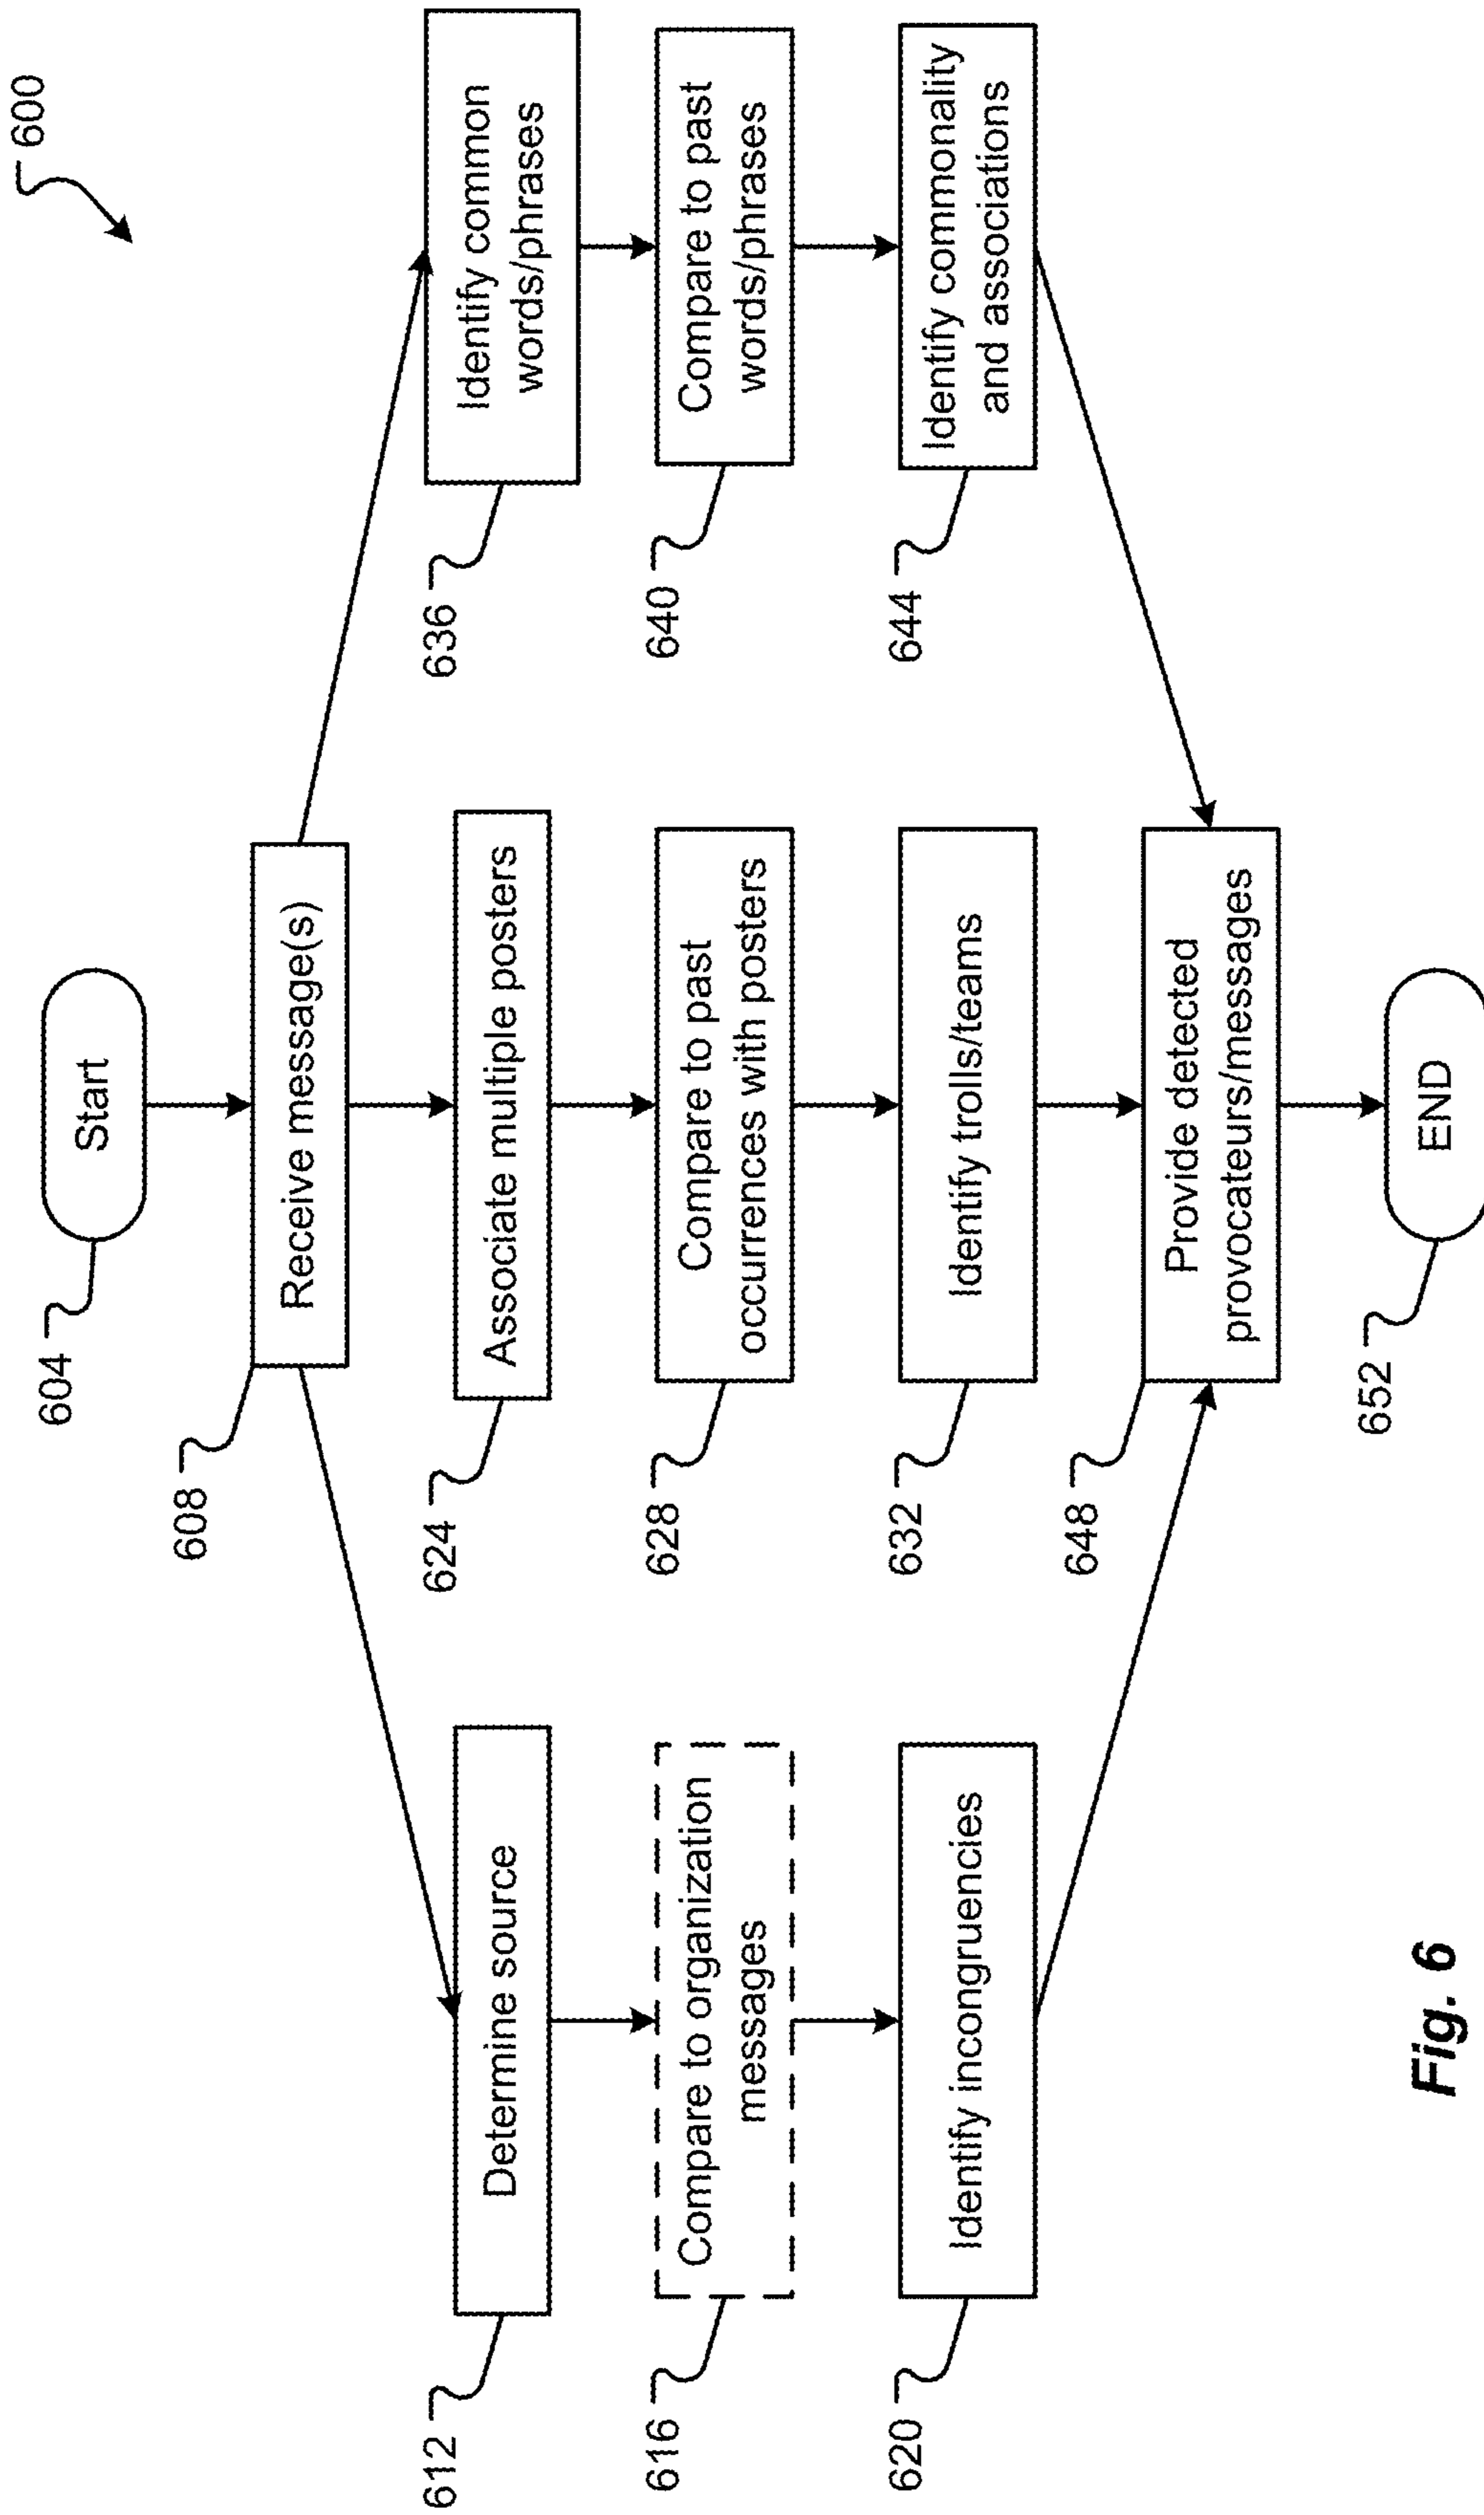 600
604
Start
608
Receive message(s)
612
Determine source
616
Compare to organization
messages
620
Identify incongruencies
624
Associate multiple posters
628
Compare to past
occurrences with posters
632
Identify trolls/teams
636
Identify common
words/phrases
640
Compare to past
words/phrases
644
Identify commonality
and associations
648
Provide detected
provocateurs/messages
652
END
Fig. 6